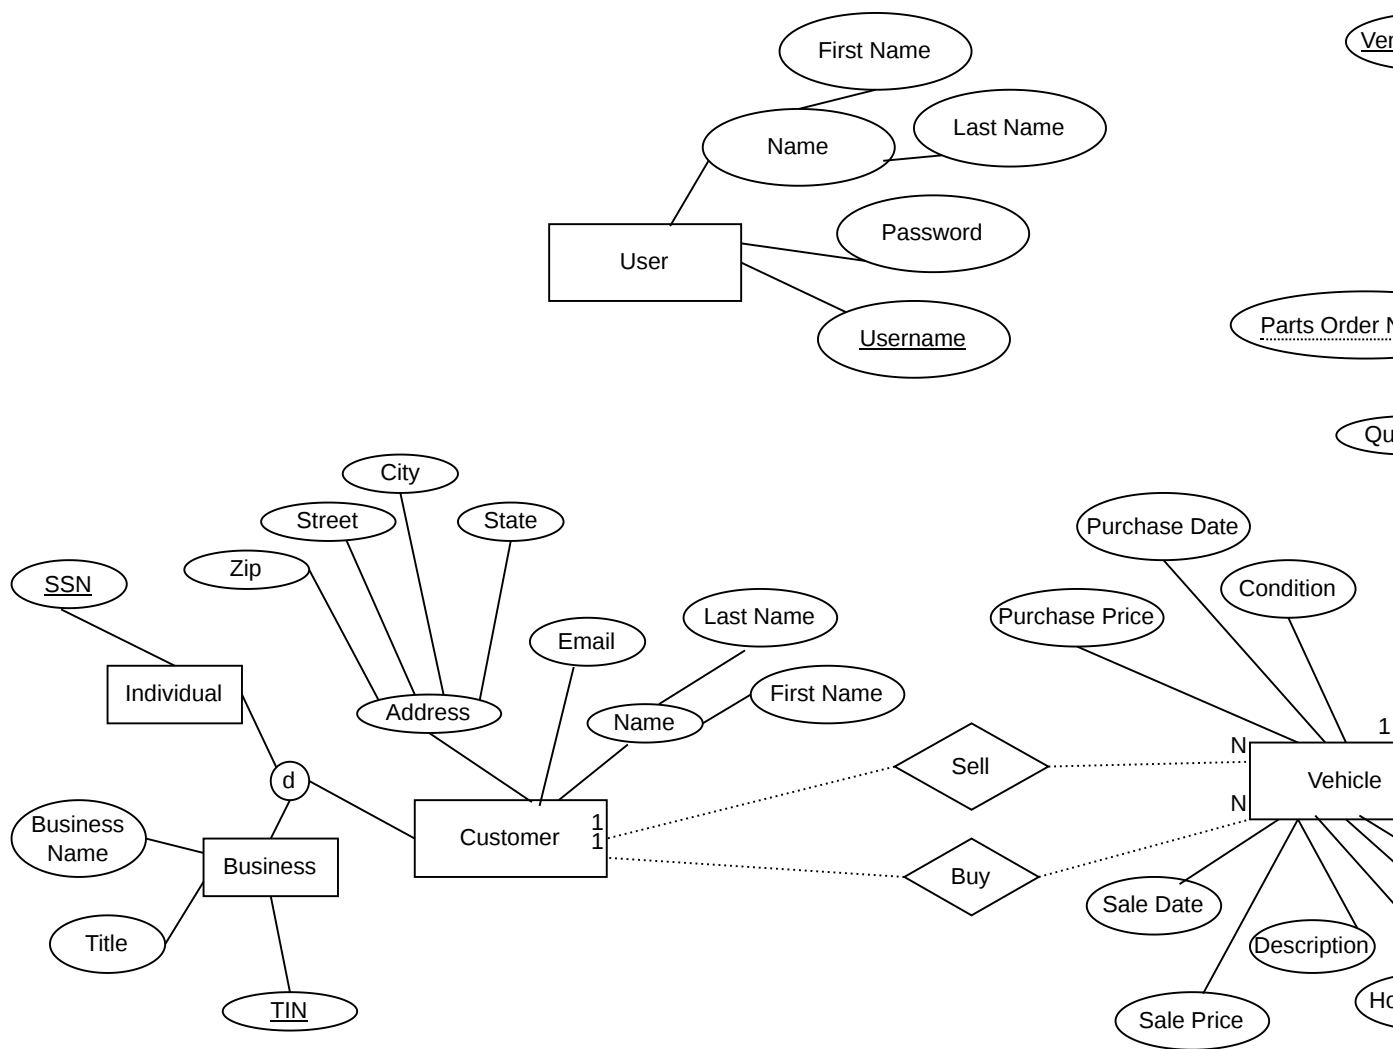 First Name
Ver
Last Name
Name
Password
User
Parts Order N
Username
Qu
City
Street
State
Purchase Date
Zip
SSN
Condition
Last Name
Purchase Price
Email
Individual
First Name
Address
Name
1
N
Sell
d
Vehicle
N
Business
Name
Customer
1
1
Business
Buy
Sale Date
Title
Description
Ho
TIN
Sale Price